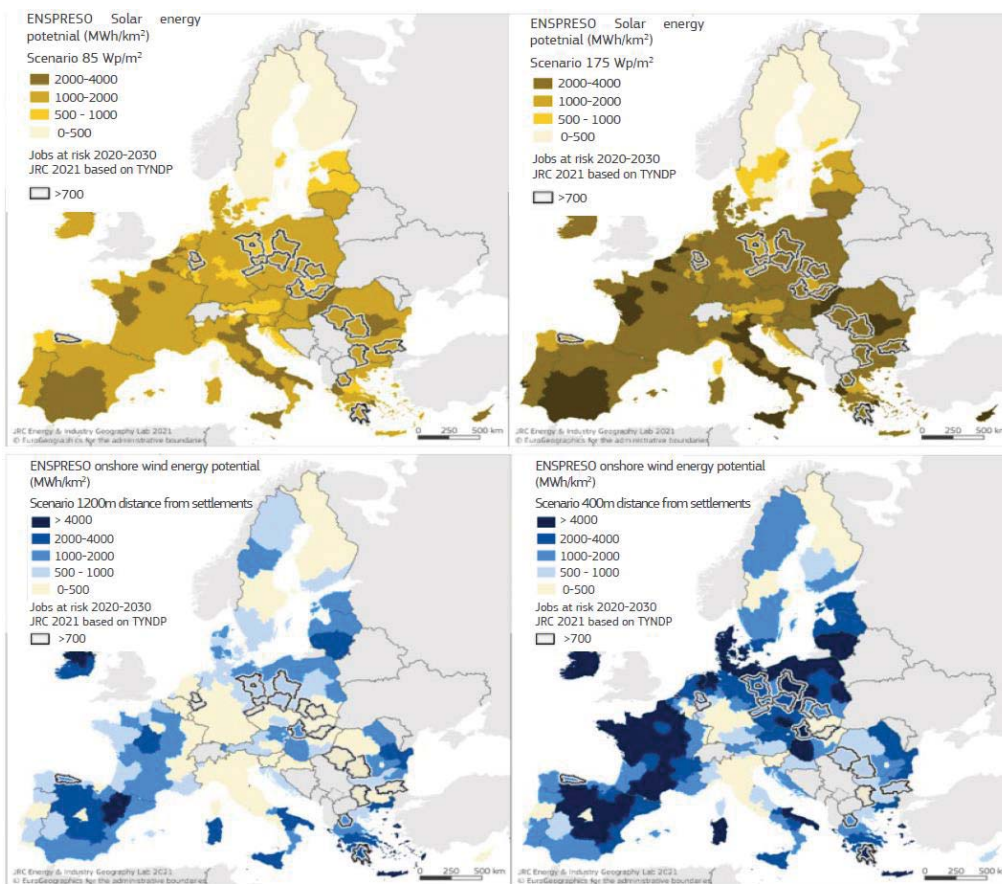 ENSPRESO Solar energy
potetnial (MWh/km²)
Scenario 85 Wp/m²
2000-4000
1000-2000
500 - 1000
0-500
Jobs at risk 2020-2030
JRC 2021 based on TYNDP
>700
JRC Energy & Industry Geography Lab 2021
© EuroGeographics for the administrative boundaries
0 250 500 km
ENSPRESO Solar energy
potetnial (MWh/km²)
Scenario 175 Wp/m²
2000-4000
1000-2000
500 - 1000
0-500
Jobs at risk 2020-2030
JRC 2021 based on TYNDP
>700
JRC Energy & Industry Geography Lab 2021
© EuroGeographics for the administrative boundaries
0 250 500 km
ENSPRESO onshore wind energy potential
(MWh/km²)
Scenario 1200m distance from settlements
> 4000
2000-4000
1000-2000
500 - 1000
0-500
Jobs at risk 2020-2030
JRC 2021 based on TYNDP
>700
JRC Energy & Industry Geography Lab 2021
© EuroGeographics for the administrative boundaries
0 250 500 km
ENSPRESO onshore wind energy potential
(MWh/km²)
Scenario 400m distance from settlements
> 4000
2000-4000
1000-2000
500 - 1000
0-500
Jobs at risk 2020-2030
JRC 2021 based on TYNDP
>700
JRC Energy & Industry Geography Lab 2021
© EuroGeographics for the administrative boundaries
0 250 500 km